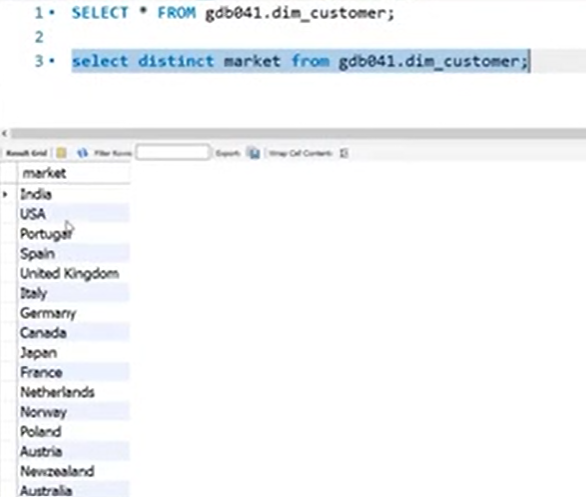 1 SELECT * FROM gdb041.dim_customer;
2
3 select distinct market from gdb041.dim_customer;
Result Grid Filter Rows Export: Wrap Cell Content:
market
India
USA
Portugal
Spain
United Kingdom
Italy
Germany
Canada
Japan
France
Netherlands
Norway
Poland
Austria
Newzealand
Australia